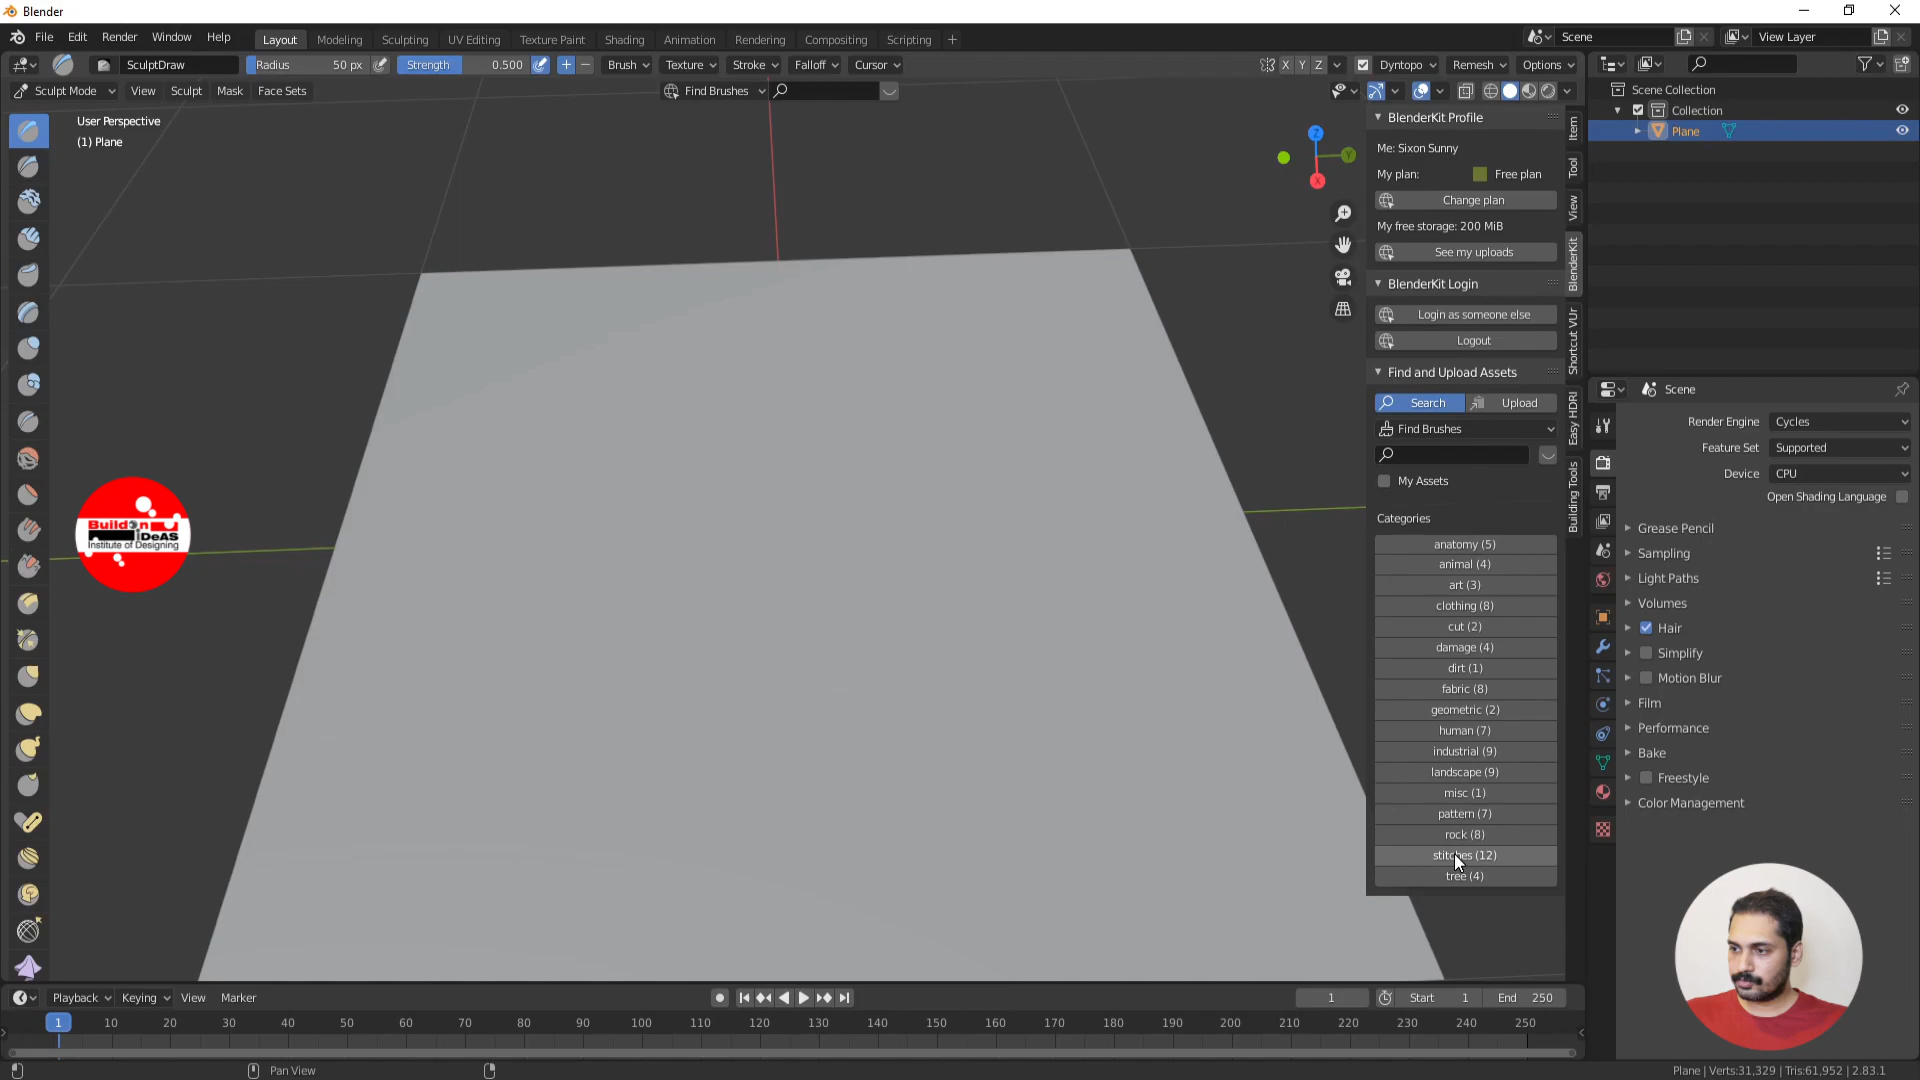 Blender
File Edit Render Window Help
Layout Modeling Sculpting UV Editing Texture Paint Shading Animation Rendering Compositing Scripting +
Scene
View Layer
SculptDraw
Radius 50 px
Strength 0.500
+ −
Brush Texture Stroke Falloff Cursor
X Y Z
Dyntopo Remesh Options
Sculpt Mode View Sculpt Mask Face Sets
Find Brushes
User Perspective
(1) Plane
Z
Y
X
BlenderKit Profile
Me: Sixon Sunny
My plan: Free plan
Change plan
My free storage: 200 MiB
See my uploads
BlenderKit Login
Login as someone else
Logout
Find and Upload Assets
Search Upload
Find Brushes
My Assets
Categories
anatomy (5)
animal (4)
art (3)
clothing (8)
cut (2)
damage (4)
dirt (1)
fabric (8)
geometric (2)
human (7)
industrial (9)
landscape (9)
misc (1)
pattern (7)
rock (8)
stitches (12)
tree (4)
Item
Tool
View
BlenderKit
Shortcut VUr
Easy HDRI
Building Tools
Scene Collection
Collection
Plane
Scene
Render Engine Cycles
Feature Set Supported
Device CPU
Open Shading Language
Grease Pencil
Sampling
Light Paths
Volumes
Hair
Simplify
Motion Blur
Film
Performance
Bake
Freestyle
Color Management
Buildon
iDeAS
Institute of Designing
Playback Keying View Marker
1 Start 1 End 250
1 10 20 30 40 50 60 70 80 90 100 110 120 130 140 150 160 170 180 190 200 210 220 230 240 250
Pan View
Plane | Verts:31,329 | Tris:61,952 | 2.83.1